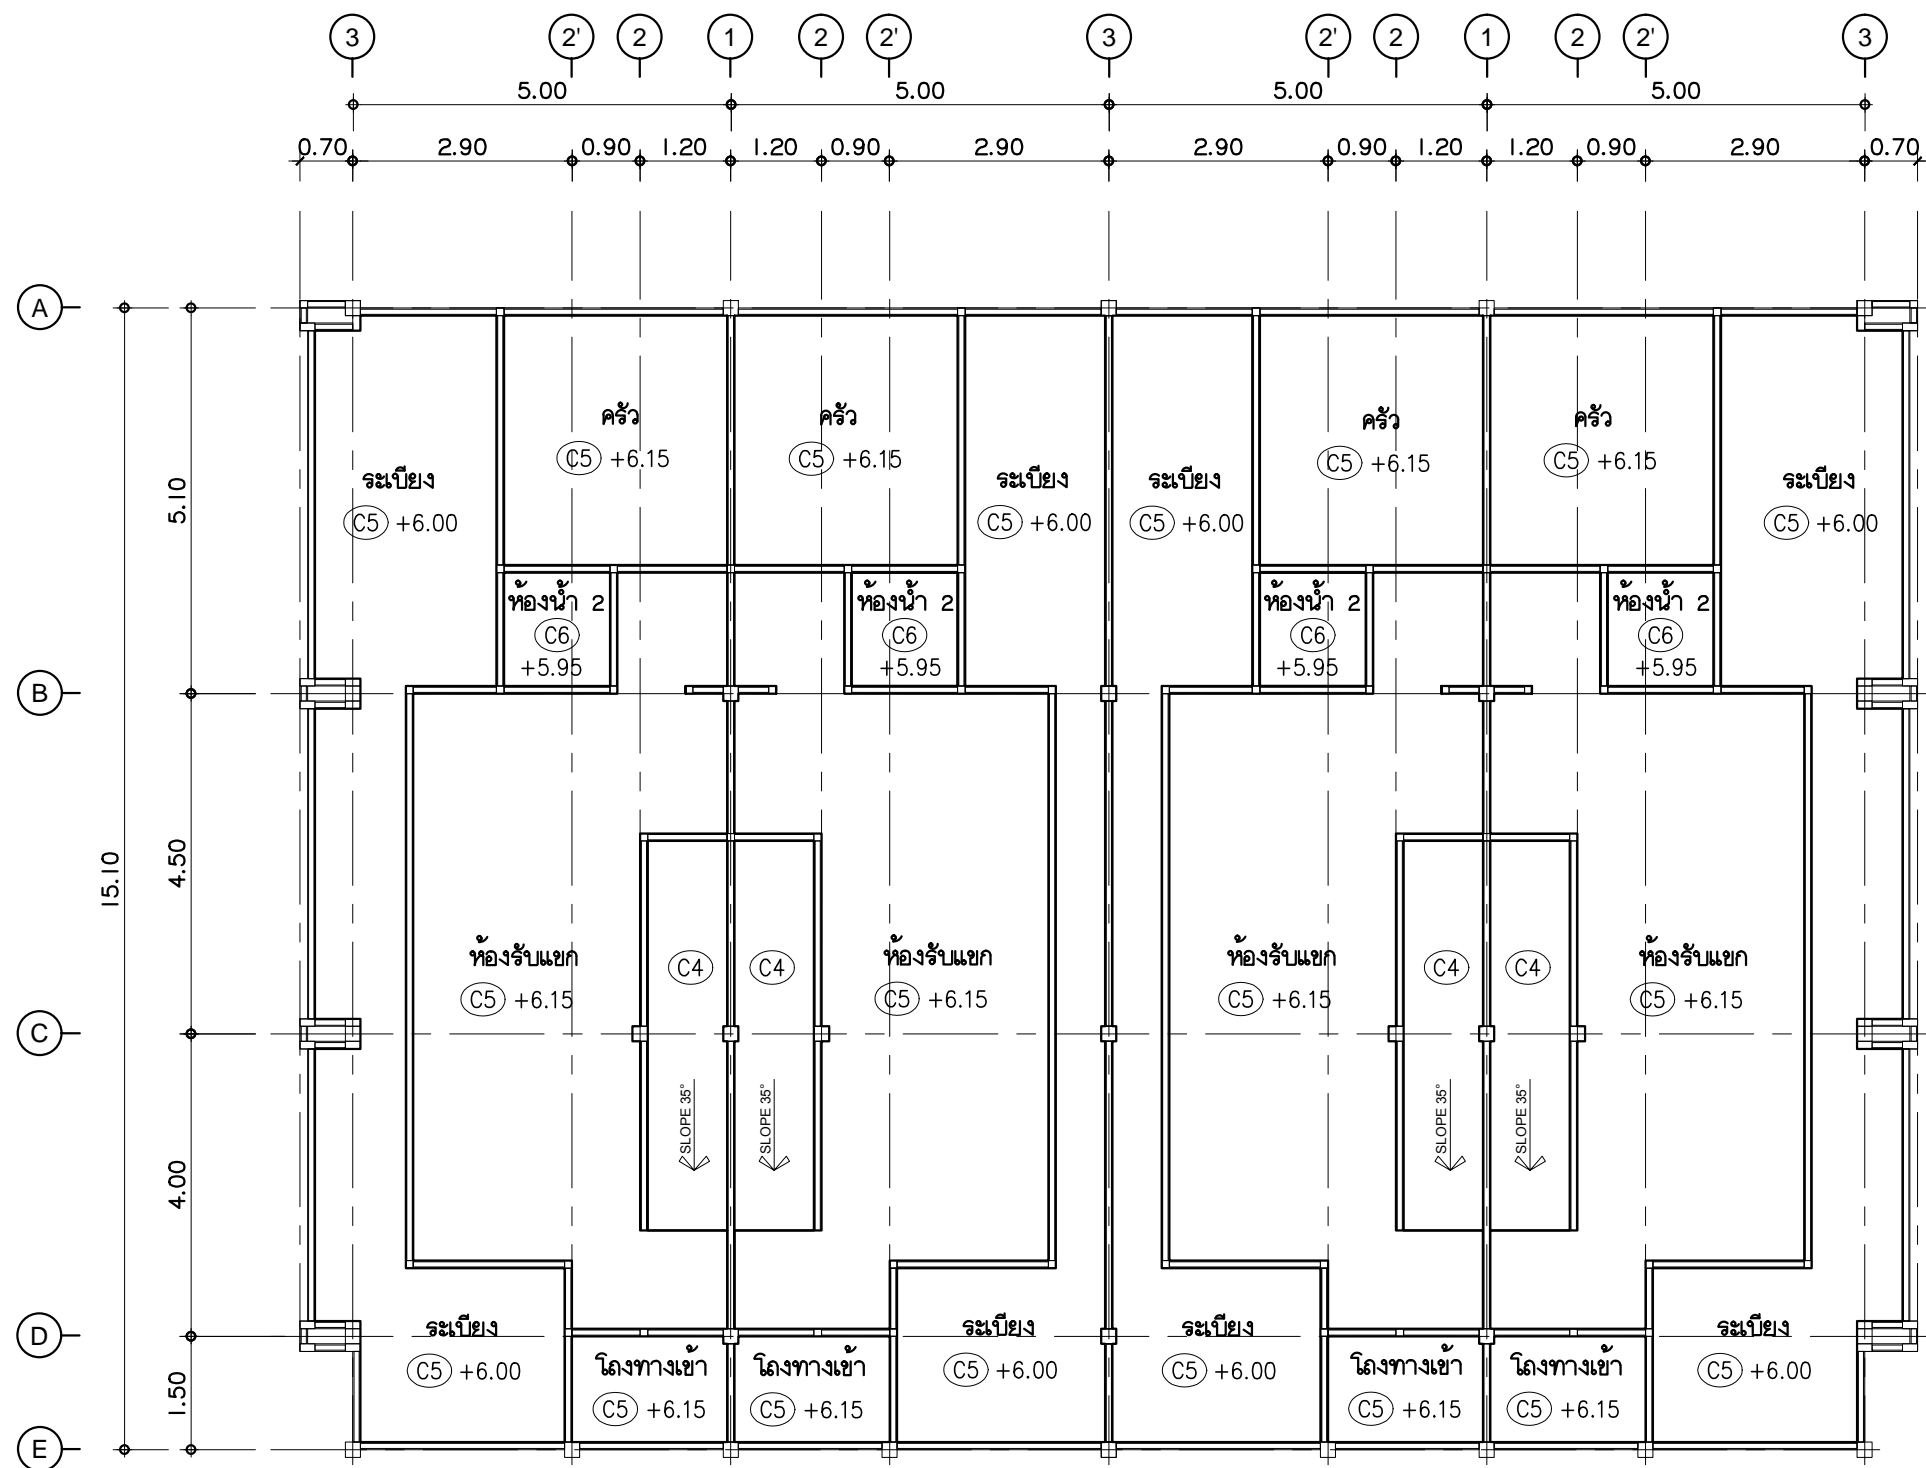 3 2' 2 1 2 2' 3 2' 2 1 2 2' 3
5.00 5.00 5.00 5.00
0.70 2.90 0.90 1.20 1.20 0.90 2.90 2.90 0.90 1.20 1.20 0.90 2.90 0.70
A
ครัว ครัว ครัว ครัว
C5 +6.15 C5 +6.15 C5 +6.15 C5 +6.15
ระเบียง ระเบียง ระเบียง ระเบียง
5.10
C5 +6.00 C5 +6.00 C5 +6.00 C5 +6.00
ห้องน้ำ 2 ห้องน้ำ 2 ห้องน้ำ 2 ห้องน้ำ 2
C6 C6 C6 C6
+5.95 +5.95 +5.95 +5.95
B
15.10
4.50
ห้องรับแขก ห้องรับแขก ห้องรับแขก ห้องรับแขก
C4 C4 C4 C4
C5 +6.15 C5 +6.15 C5 +6.15 C5 +6.15
C
SLOPE 35° SLOPE 35° SLOPE 35° SLOPE 35°
4.00
ระเบียง ระเบียง ระเบียง ระเบียง
D
โถงทางเข้า โถงทางเข้า โถงทางเข้า โถงทางเข้า
C5 +6.00 C5 +6.00 C5 +6.00 C5 +6.00
1.50
C5 +6.15 C5 +6.15 C5 +6.15 C5 +6.15
E